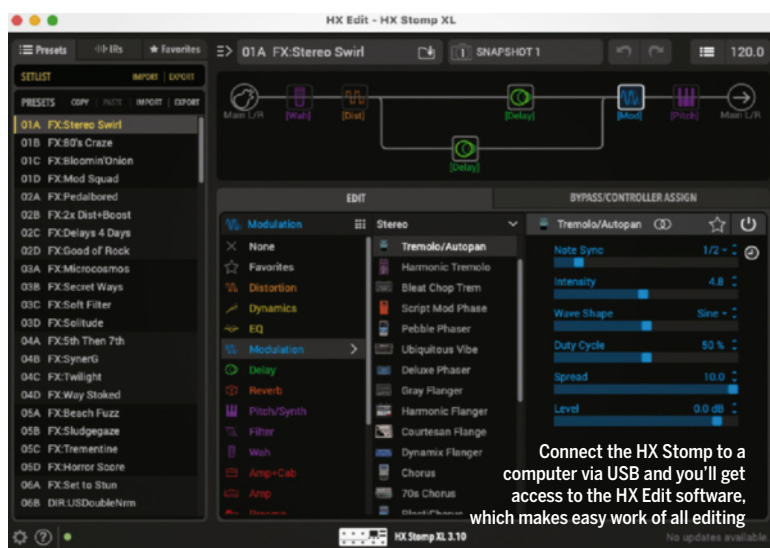 HX Edit - HX Stomp XL
Presets IRs Favorites
01A FX:Stereo Swirl
SNAPSHOT 1
120.0
SETLIST IMPORT EXPORT
PRESETS COPY PASTE IMPORT EXPORT
01A FX:Stereo Swirl
01B FX:80's Craze
01C FX:Bloomin'Onion
01D FX:Mod Squad
02A FX:Pedalbored
02B FX:2x Dist+Boost
02C FX:Delays 4 Days
02D FX:Good ol' Rock
03A FX:Microcosmos
03B FX:Secret Ways
03C FX:Soft Filter
03D FX:Solitude
04A FX:5th Then 7th
04B FX:SynerG
04C FX:Twilight
04D FX:Way Stoked
05A FX:Beach Fuzz
05B FX:Sludgegaze
05C FX:Trementine
05D FX:Horror Score
06A FX:Set to Stun
06B DIR:USDoubleNrm
Main L/R [Wah] [Dist] [Delay] [Mod] [Pitch] Main L/R
[Delay]
EDIT BYPASS/CONTROLLER ASSIGN
Modulation
None
Favorites
Distortion
Dynamics
EQ
Modulation
Delay
Reverb
Pitch/Synth
Filter
Wah
Amp+Cab
Amp
Preamp
Stereo
Tremolo/Autopan
Harmonic Tremolo
Bleat Chop Trem
Script Mod Phase
Pebble Phaser
Ubiquitous Vibe
Deluxe Phaser
Gray Flanger
Harmonic Flanger
Courtesan Flange
Dynamix Flanger
Chorus
70s Chorus
PlastiChorus
Tremolo/Autopan
Note Sync 1/2
Intensity 4.8
Wave Shape Sine
Duty Cycle 50 %
Spread 10.0
Level 0.0 dB
Connect the HX Stomp to a
computer via USB and you'll get
access to the HX Edit software,
which makes easy work of all editing
HX Stomp XL 3.10
No updates available